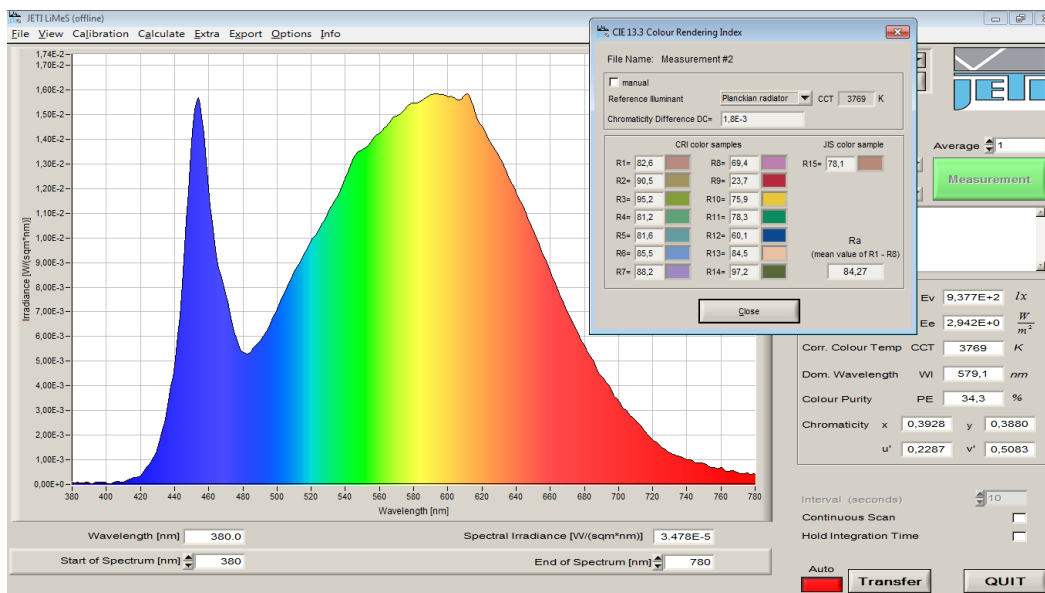 JETI LiMeS (offline)
File View Calibration Calculate Extra Export Options Info
1,74E-2
1,70E-2
1,60E-2
1,50E-2
1,40E-2
1,30E-2
1,20E-2
1,10E-2
1,00E-2
9,00E-3
8,00E-3
7,00E-3
6,00E-3
5,00E-3
4,00E-3
3,00E-3
2,00E-3
1,00E-3
0,00E+0
Irradiance [W/(sqm*nm)]
380 400 420 440 460 480 500 520 540 560 580 600 620 640 660 680 700 720 740 760 780
Wavelength [nm]
Wavelength [nm] 380.0 Spectral Irradiance [W/(sqm*nm)] 3.478E-5
Start of Spectrum [nm] 380 End of Spectrum [nm] 780
CIE 13.3 Colour Rendering Index
File Name: Measurement #2
manual
Reference Illuminant Planckian radiator CCT 3769 K
Chromaticity Difference DC= 1,8E-3
CRI color samples JIS color sample
R1= 82,6 R8= 69,4 R15= 78,1
R2= 90,5 R9= 23,7
R3= 95,2 R10= 75,9
R4= 81,2 R11= 78,3
R5= 81,6 R12= 60,1
R6= 85,5 R13= 84,5
R7= 88,2 R14= 97,2
Ra
(mean value of R1 - R8)
84,27
Close
JETI
Average 1
Measurement
Ev 9,377E+2 lx
Ee 2,942E+0 W/m²
Corr. Colour Temp CCT 3769 K
Dom. Wavelength Wl 579,1 nm
Colour Purity PE 34,3 %
Chromaticity x 0,3928 y 0,3880
u' 0,2287 v' 0,5083
Interval (seconds) 10
Continuous Scan
Hold Integration Time
Auto
Transfer QUIT